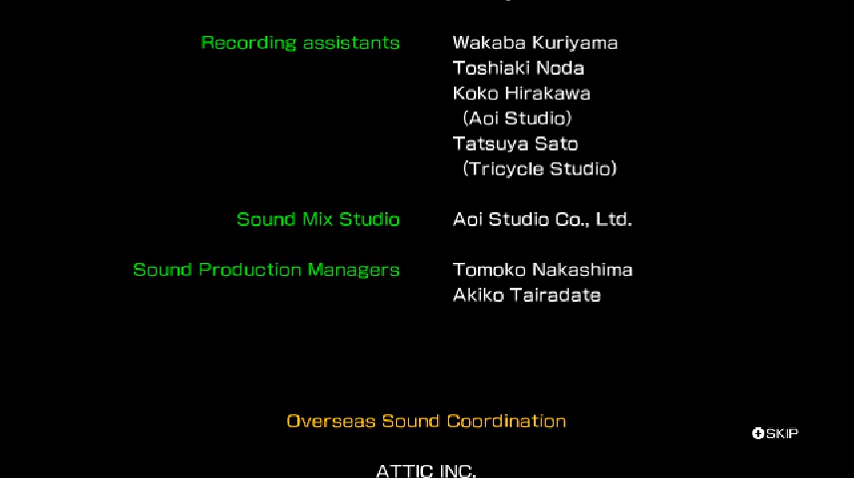 Recording assistants Wakaba Kuriyama
Toshiaki Noda
Koko Hirakawa
(Aoi Studio)
Tatsuya Sato
(Tricycle Studio)
Sound Mix Studio Aoi Studio Co., Ltd.
Sound Production Managers Tomoko Nakashima
Akiko Tairadate
Overseas Sound Coordination
SKIP
ATTIC INC.